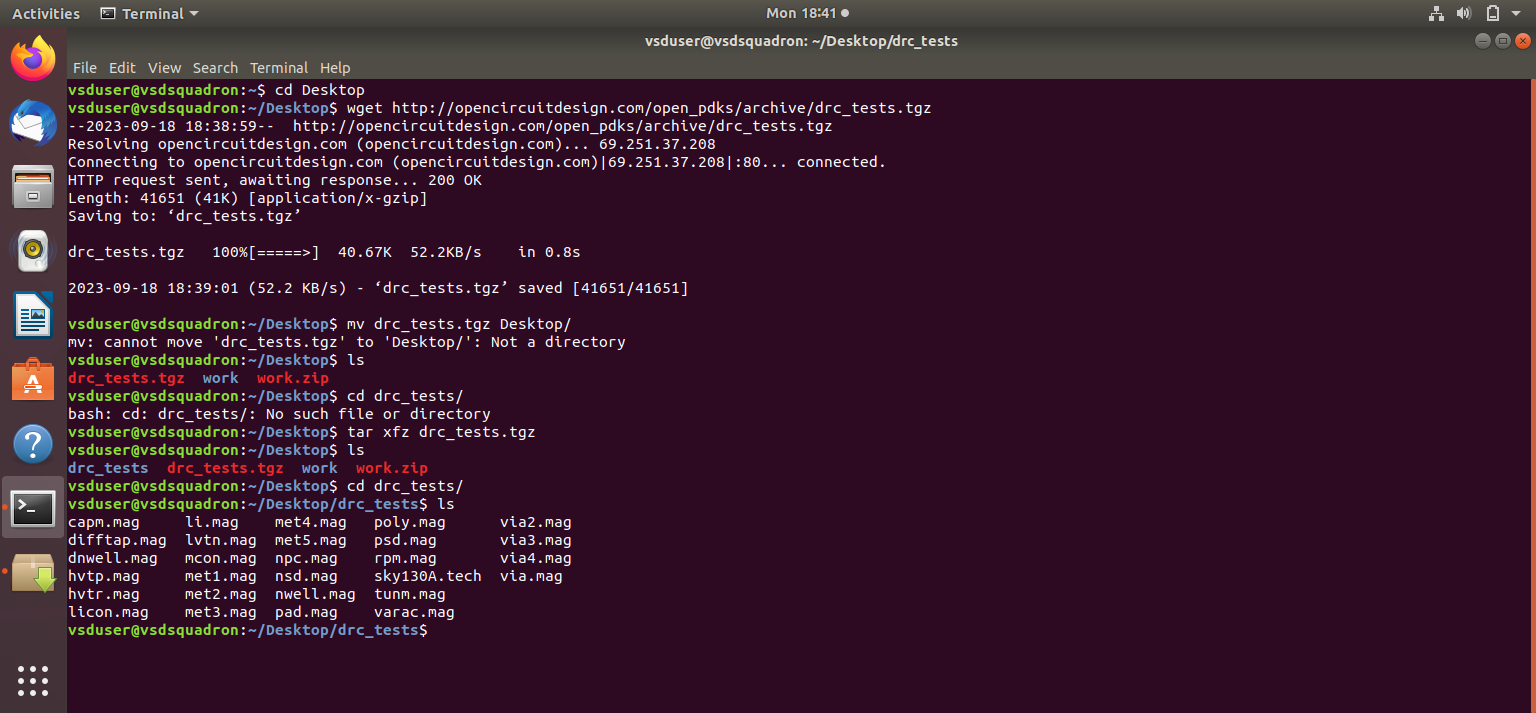 Activities Terminal Mon 18:41
vsduser@vsdsquadron: ~/Desktop/drc_tests
File Edit View Search Terminal Help
vsduser@vsdsquadron:~$ cd Desktop
vsduser@vsdsquadron:~/Desktop$ wget http://opencircuitdesign.com/open_pdks/archive/drc_tests.tgz
--2023-09-18 18:38:59--  http://opencircuitdesign.com/open_pdks/archive/drc_tests.tgz
Resolving opencircuitdesign.com (opencircuitdesign.com)... 69.251.37.208
Connecting to opencircuitdesign.com (opencircuitdesign.com)|69.251.37.208|:80... connected.
HTTP request sent, awaiting response... 200 OK
Length: 41651 (41K) [application/x-gzip]
Saving to: ‘drc_tests.tgz’
drc_tests.tgz   100%[=====>]  40.67K  52.2KB/s    in 0.8s
2023-09-18 18:39:01 (52.2 KB/s) - ‘drc_tests.tgz’ saved [41651/41651]
vsduser@vsdsquadron:~/Desktop$ mv drc_tests.tgz Desktop/
mv: cannot move 'drc_tests.tgz' to 'Desktop/': Not a directory
vsduser@vsdsquadron:~/Desktop$ ls
drc_tests.tgz  work  work.zip
vsduser@vsdsquadron:~/Desktop$ cd drc_tests/
bash: cd: drc_tests/: No such file or directory
vsduser@vsdsquadron:~/Desktop$ tar xfz drc_tests.tgz
vsduser@vsdsquadron:~/Desktop$ ls
drc_tests  drc_tests.tgz  work  work.zip
vsduser@vsdsquadron:~/Desktop$ cd drc_tests/
vsduser@vsdsquadron:~/Desktop/drc_tests$ ls
capm.mag     li.mag    met4.mag   poly.mag      via2.mag
difftap.mag  lvtn.mag  met5.mag   psd.mag       via3.mag
dnwell.mag   mcon.mag  npc.mag    rpm.mag       via4.mag
hvtp.mag     met1.mag  nsd.mag    sky130A.tech  via.mag
hvtr.mag     met2.mag  nwell.mag  tunm.mag
licon.mag    met3.mag  pad.mag    varac.mag
vsduser@vsdsquadron:~/Desktop/drc_tests$